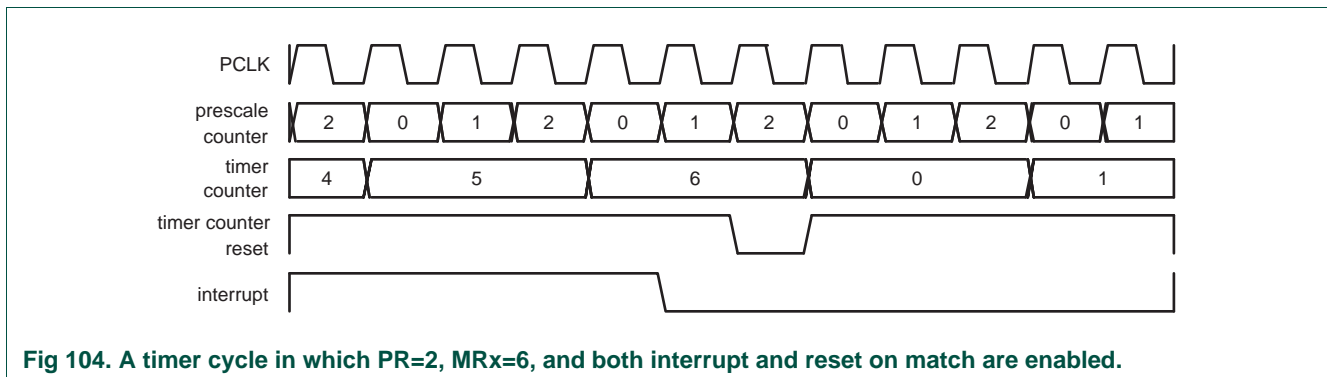 PCLK
prescale
counter
2 0 1 2 0 1 2 0 1 2 0 1
timer
counter
4 5 6 0 1
timer counter
reset
interrupt
Fig 104. A timer cycle in which PR=2, MRx=6, and both interrupt and reset on match are enabled.